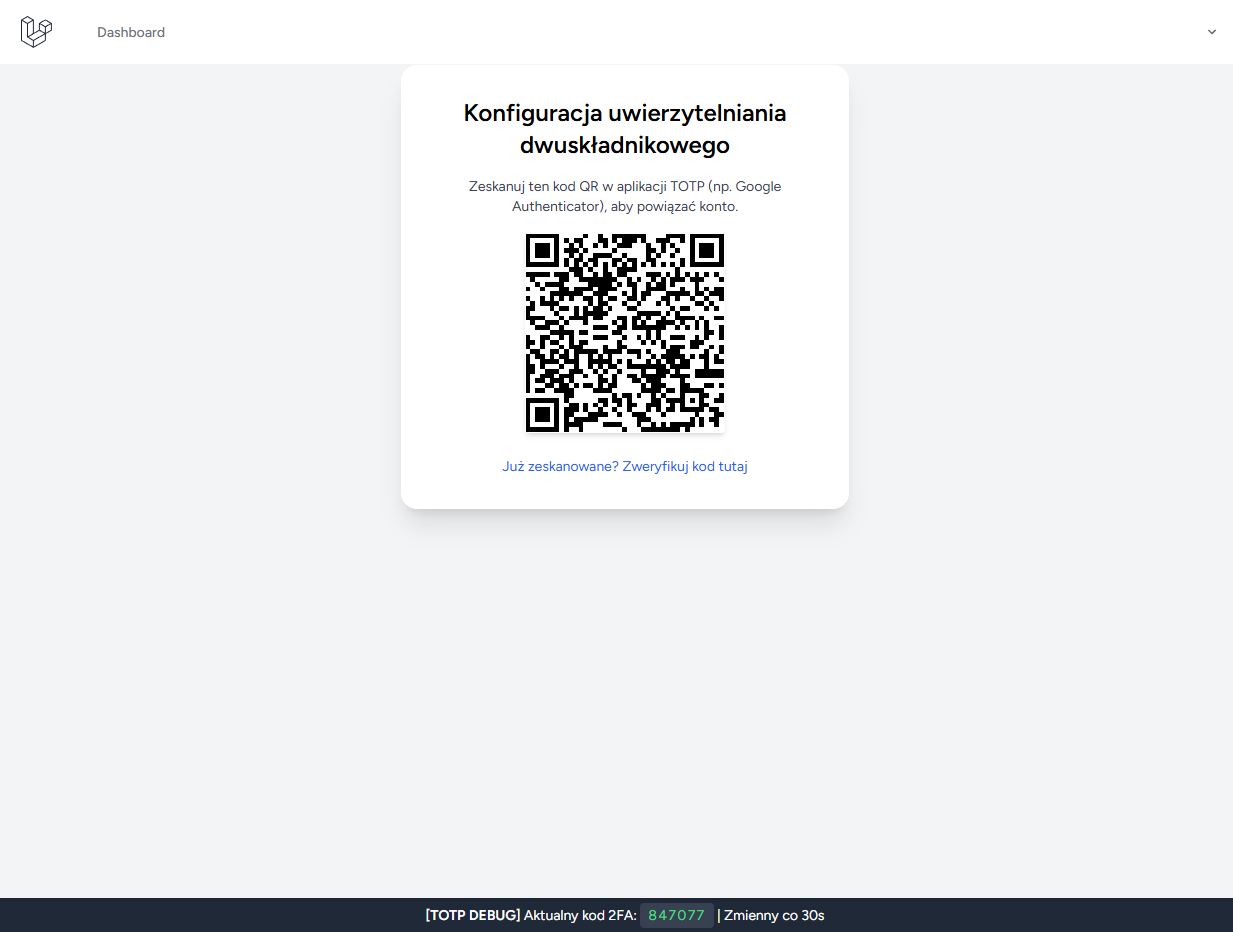 Dashboard
Konfiguracja uwierzytelniania
dwuskładnikowego
Zeskanuj ten kod QR w aplikacji TOTP (np. Google
Authenticator), aby powiązać konto.
Już zeskanowane? Zweryfikuj kod tutaj
[TOTP DEBUG] Aktualny kod 2FA: 847077 | Zmienny co 30s